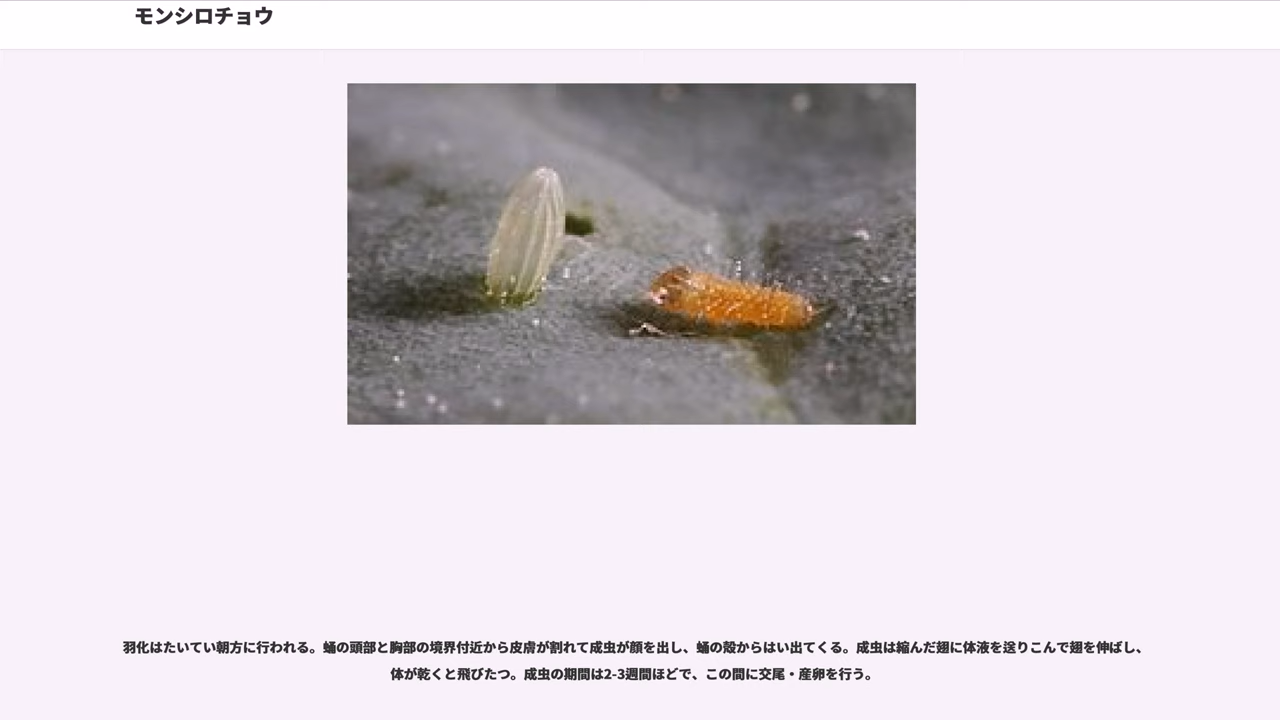 モンシロチョウ
羽化はたいてい朝方に行われる。蛹の頭部と胸部の境界付近から皮膚が割れて成虫が顔を出し、蛹の殻からはい出てくる。成虫は縮んだ翅に体液を送りこんで翅を伸ばし、
体が乾くと飛びたつ。成虫の期間は2-3週間ほどで、この間に交尾・産卵を行う。